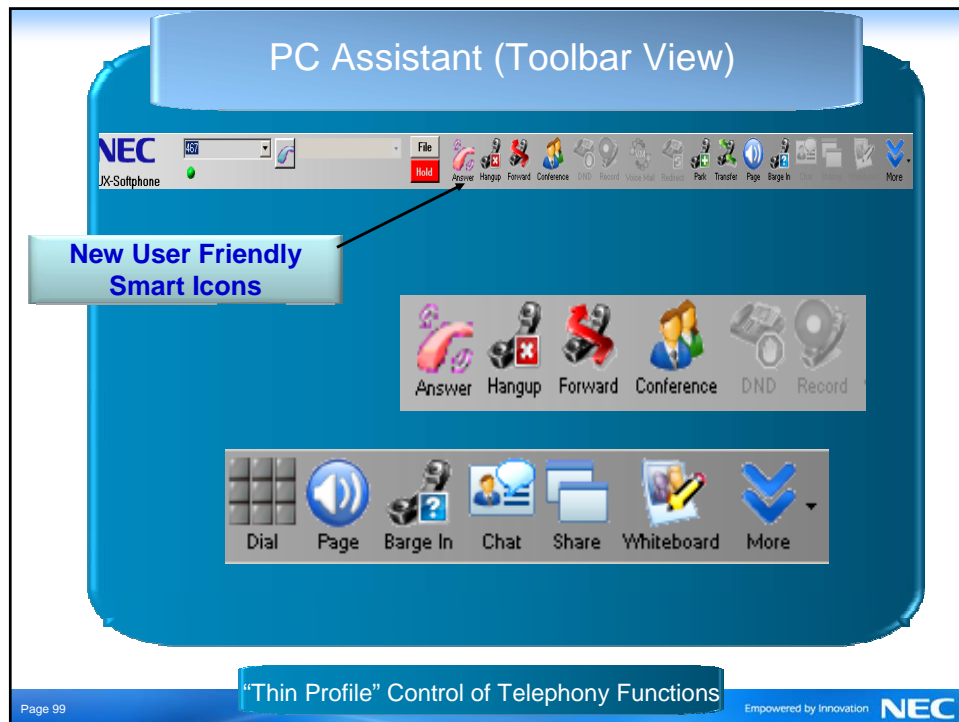 PC Assistant (Toolbar View)
NEC
UX-Softphone
467
File
Hold
Answer Hangup Forward Conference DND Record Voice Mail Redirect Park Transfer Page Barge In Chat More
New User Friendly
Smart Icons
Answer Hangup Forward Conference DND Record
Dial Page Barge In Chat Share Whiteboard More
"Thin Profile" Control of Telephony Functions
Page 99
Empowered by Innovation NEC